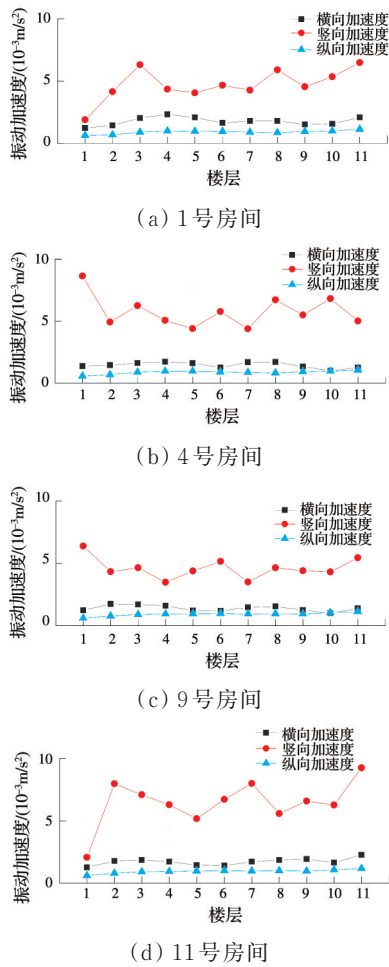 振动加速度/(10⁻³m/s²)
10
5
0
横向加速度
竖向加速度
纵向加速度
1 2 3 4 5 6 7 8 9 10 11
楼层
(a) 1号房间
振动加速度/(10⁻³m/s²)
10
5
0
横向加速度
竖向加速度
纵向加速度
1 2 3 4 5 6 7 8 9 10 11
楼层
(b) 4号房间
振动加速度/(10⁻³m/s²)
10
5
0
横向加速度
竖向加速度
纵向加速度
1 2 3 4 5 6 7 8 9 10 11
楼层
(c) 9号房间
振动加速度/(10⁻³m/s²)
10
5
0
横向加速度
竖向加速度
纵向加速度
1 2 3 4 5 6 7 8 9 10 11
楼层
(d) 11号房间